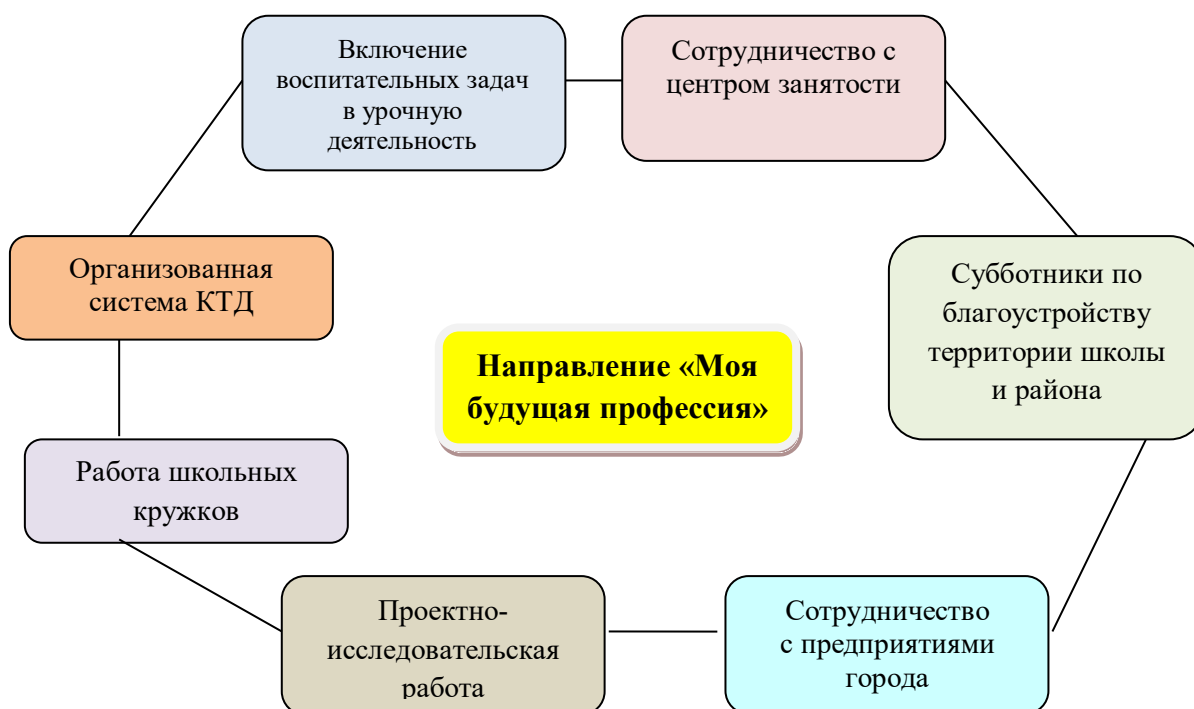 Включение
воспитательных задач
в урочную
деятельность
Сотрудничество с
центром занятости
Организованная
система КТД
Субботники по
благоустройству
территории школы
и района
Направление «Моя
будущая профессия»
Работа школьных
кружков
Проектно-
исследовательская
работа
Сотрудничество
с предприятиями
города